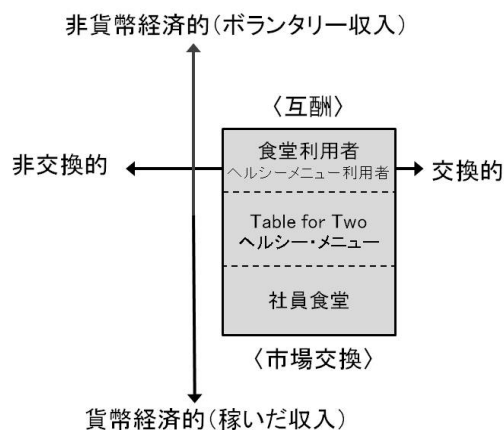 非貨幣経済的(ボランタリー収入)
〈互酬〉
食堂利用者
ヘルシーメニュー利用者
非交換的
交換的
Table for Two
ヘルシー・メニュー
社員食堂
〈市場交換〉
貨幣経済的(稼いだ収入)